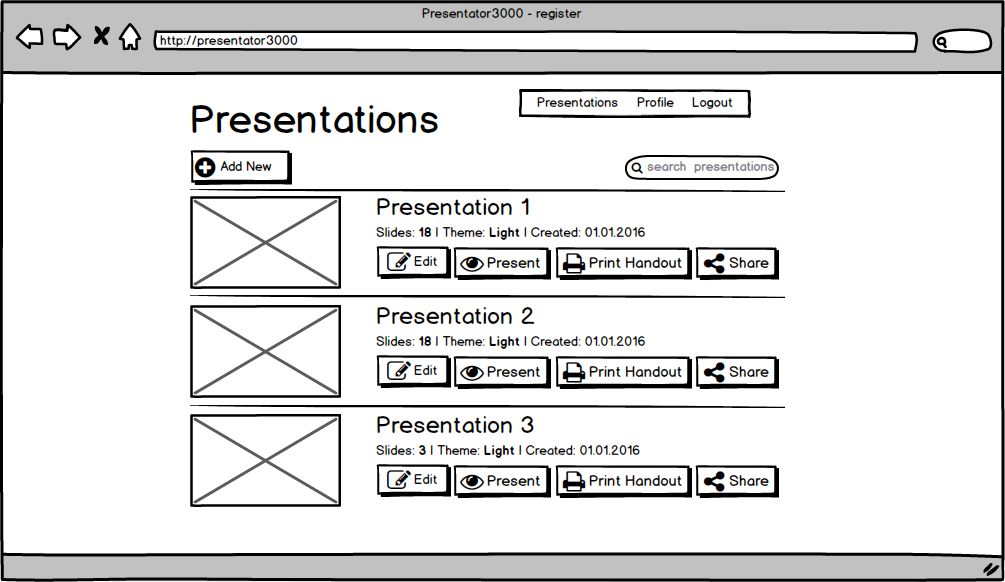 Presentator3000 - register
http://presentator3000
Presentations Profile Logout
Presentations
Add New
search presentations
Presentation 1
Slides: 18 | Theme: Light | Created: 01.01.2016
Edit Present Print Handout Share
Presentation 2
Slides: 18 | Theme: Light | Created: 01.01.2016
Edit Present Print Handout Share
Presentation 3
Slides: 3 | Theme: Light | Created: 01.01.2016
Edit Present Print Handout Share